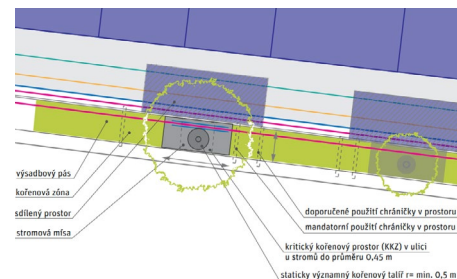 výsadbový pás
kořenová zóna
sdílený prostor
stromová mísa
doporučené použití chráničky v prostoru
mandatorní použití chráničky v prostoru
kritický kořenový prostor (KKZ) v ulici
u stromů do průměru 0,45 m
staticky významný kořenový talíř r= min. 0,5 m